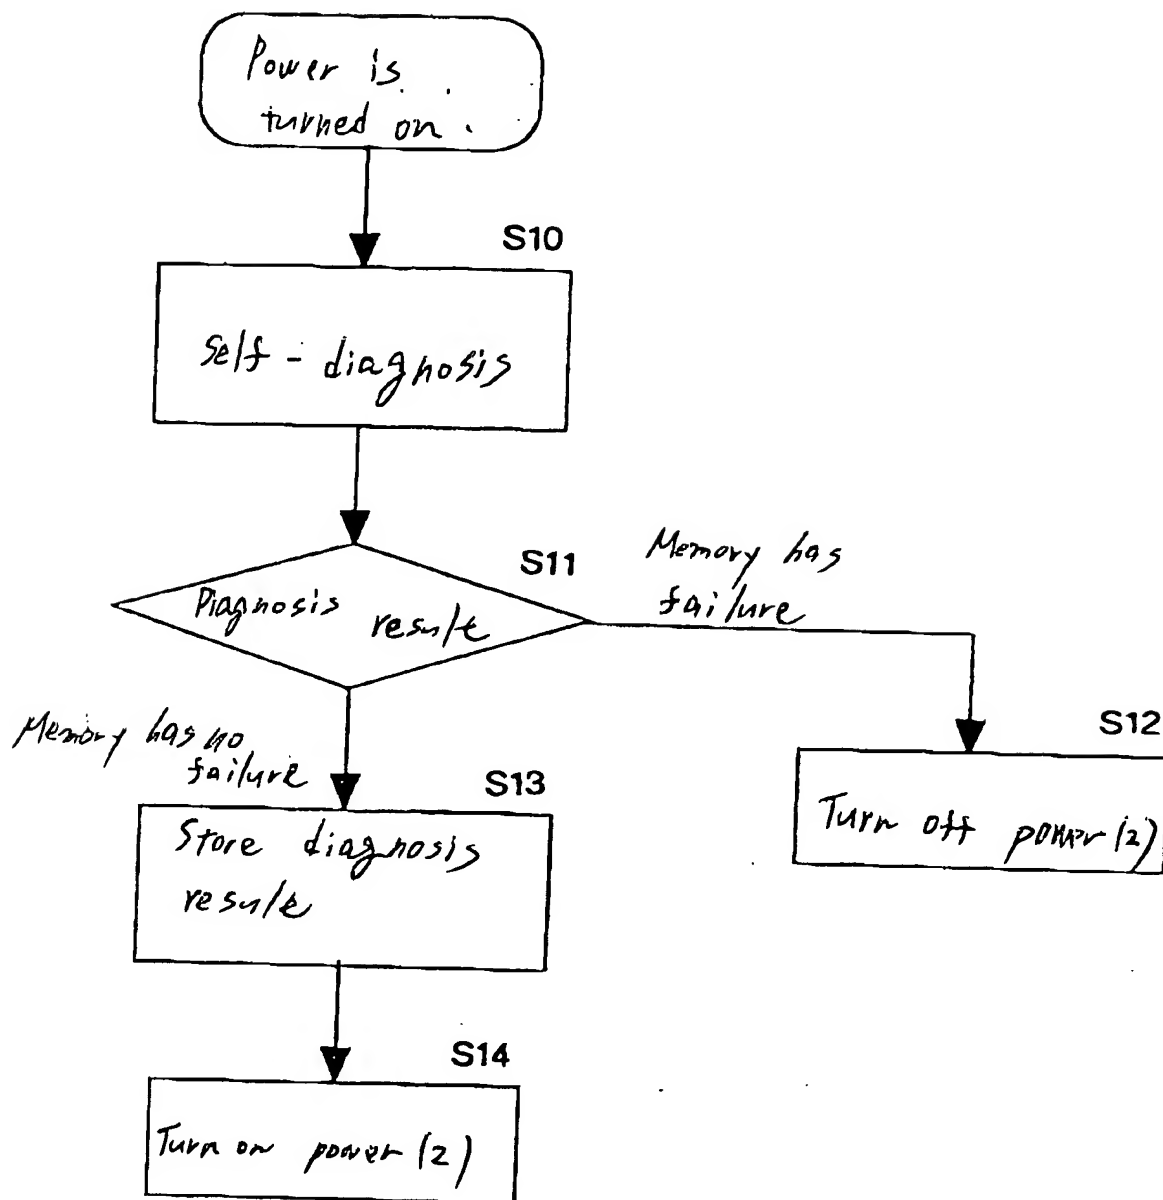 Power is
turned on.
S10
Self - diagnosis
S11
Diagnosis
result
Memory has
failure
S12
Turn off power (2)
Memory has no
failure
S13
Store diagnosis
result
S14
Turn on power (2)